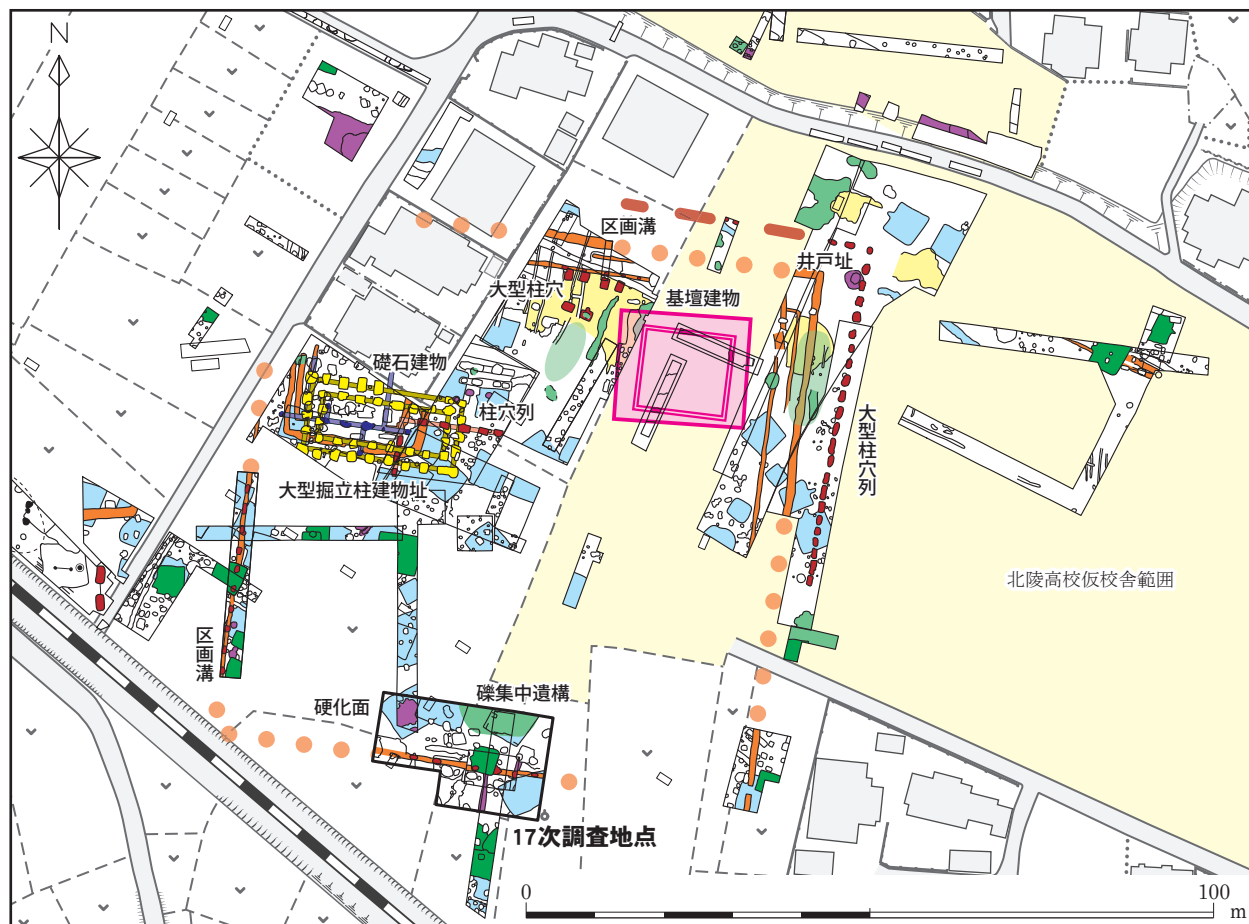 N
区画溝
井戸址
大型柱穴
基壇建物
礎石建物
柱穴列
大型柱穴列
大型掘立柱建物址
北陵高校仮校舎範囲
区画溝
礫集中遺構
硬化面
17次調査地点
0
100
m